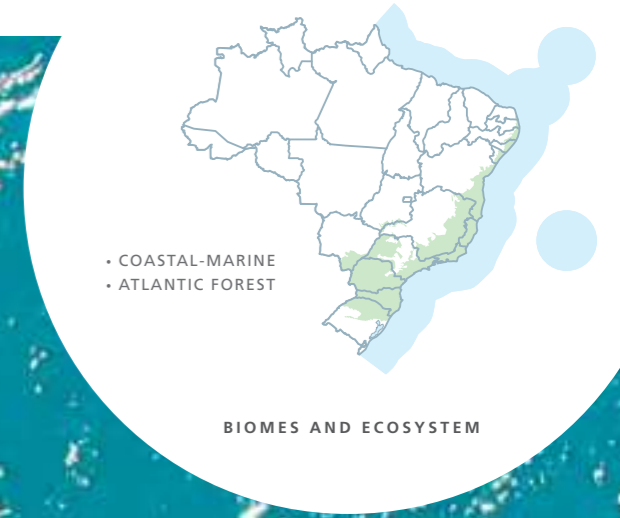 • COASTAL-MARINE
• ATLANTIC FOREST
BIOMES AND ECOSYSTEM